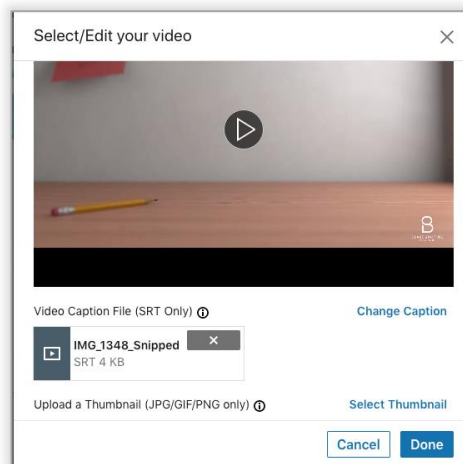 Select/Edit your video
Video Caption File (SRT Only)
Change Caption
IMG_1348_Snipped
SRT 4 KB
Upload a Thumbnail (JPG/GIF/PNG only)
Select Thumbnail
Cancel
Done